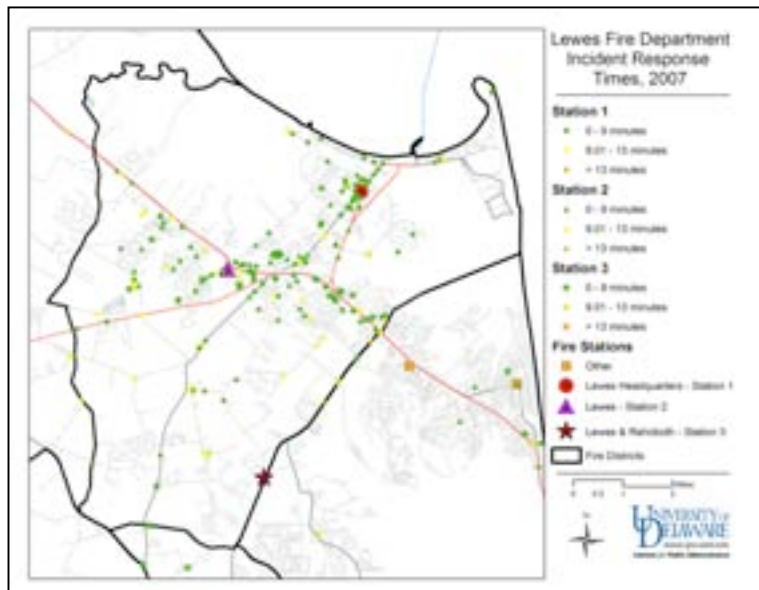 Lewes Fire Department
Incident Response
Times, 2007
Station 1
0 - 9 minutes
9.01 - 13 minutes
> 13 minutes
Station 2
0 - 9 minutes
9.01 - 13 minutes
> 13 minutes
Station 3
0 - 9 minutes
9.01 - 13 minutes
> 13 minutes
Fire Stations
Other
Lewes Headquarters - Station 1
Lewes - Station 2
Lewes & Rehoboth - Station 3
Fire Districts
Miles
0 0.5 1 2
UNIVERSITY OF
DELAWARE